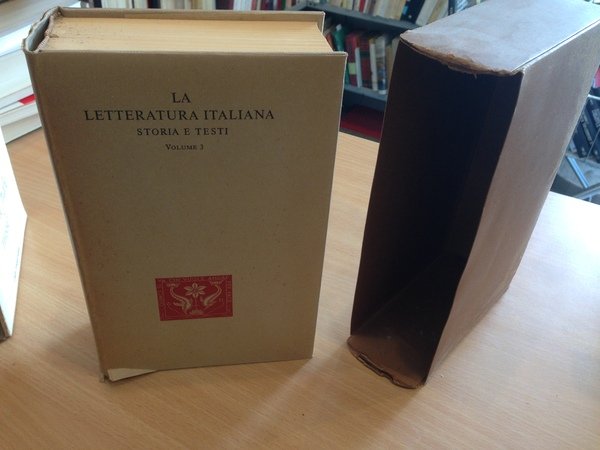 LA
LETTERATURA ITALIANA
STORIA E TESTI
VOLUME 3